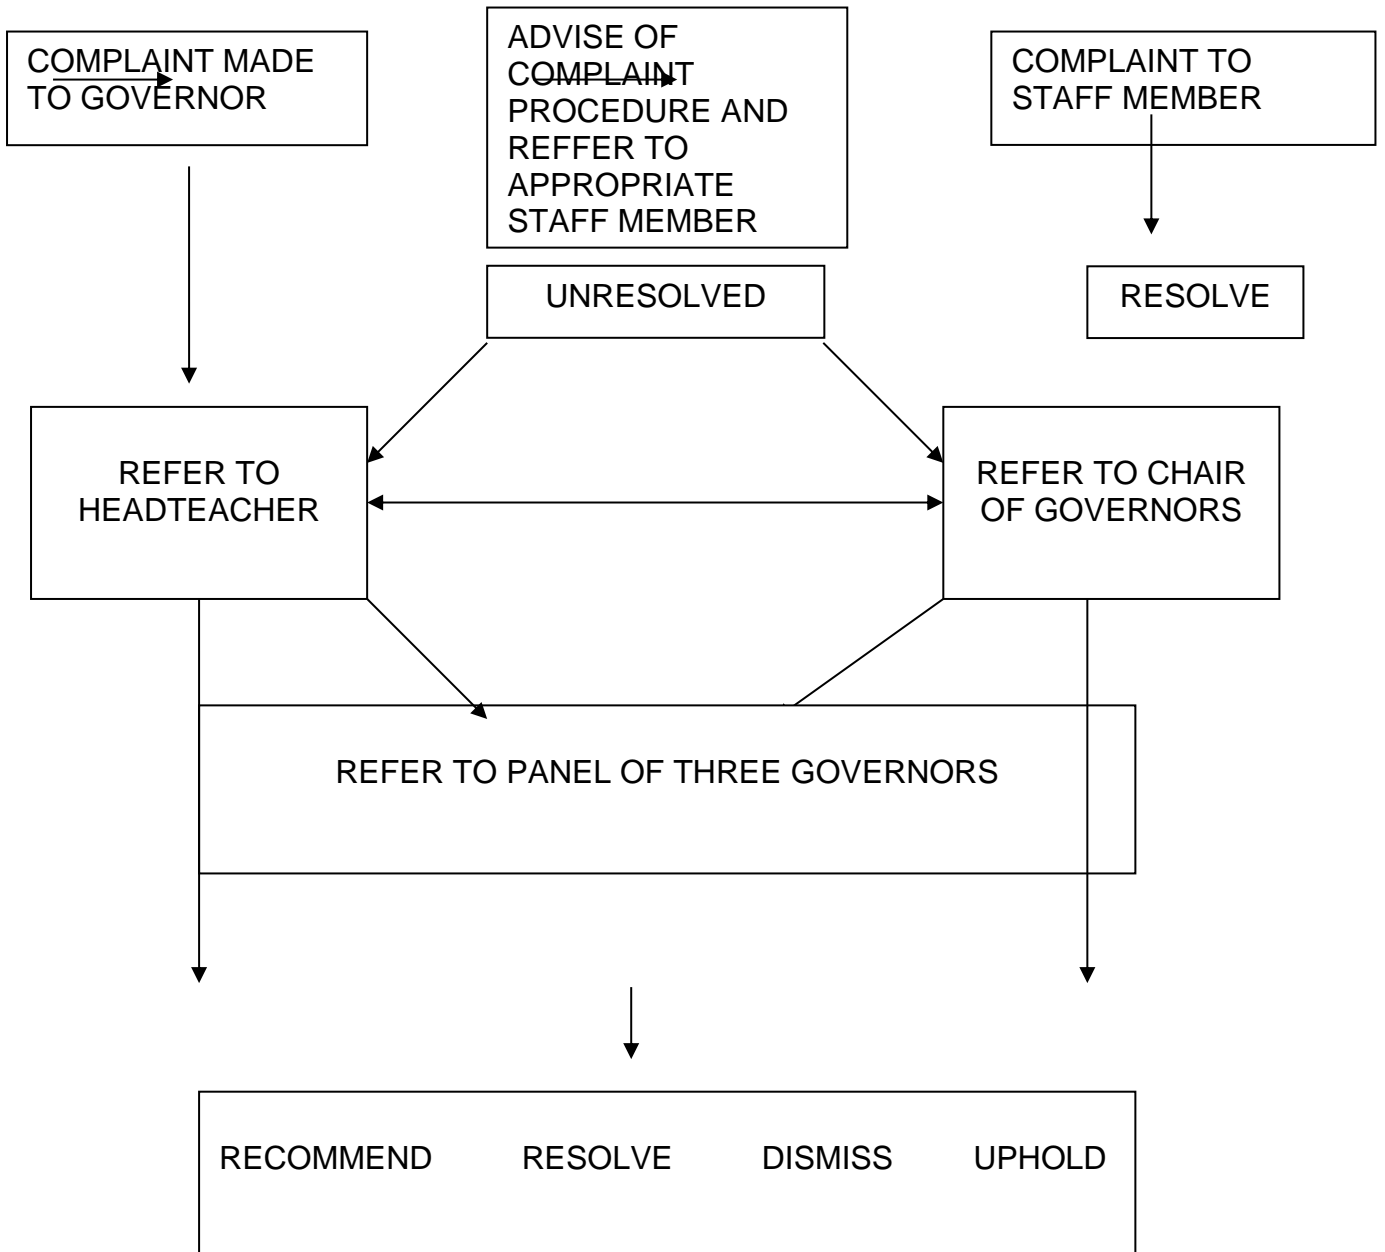 COMPLAINT MADE
TO GOVERNOR
ADVISE OF
COMPLAINT
PROCEDURE AND
REFFER TO
APPROPRIATE
STAFF MEMBER
COMPLAINT TO
STAFF MEMBER
UNRESOLVED
RESOLVE
REFER TO
HEADTEACHER
REFER TO CHAIR
OF GOVERNORS
REFER TO PANEL OF THREE GOVERNORS
RECOMMEND RESOLVE DISMISS UPHOLD